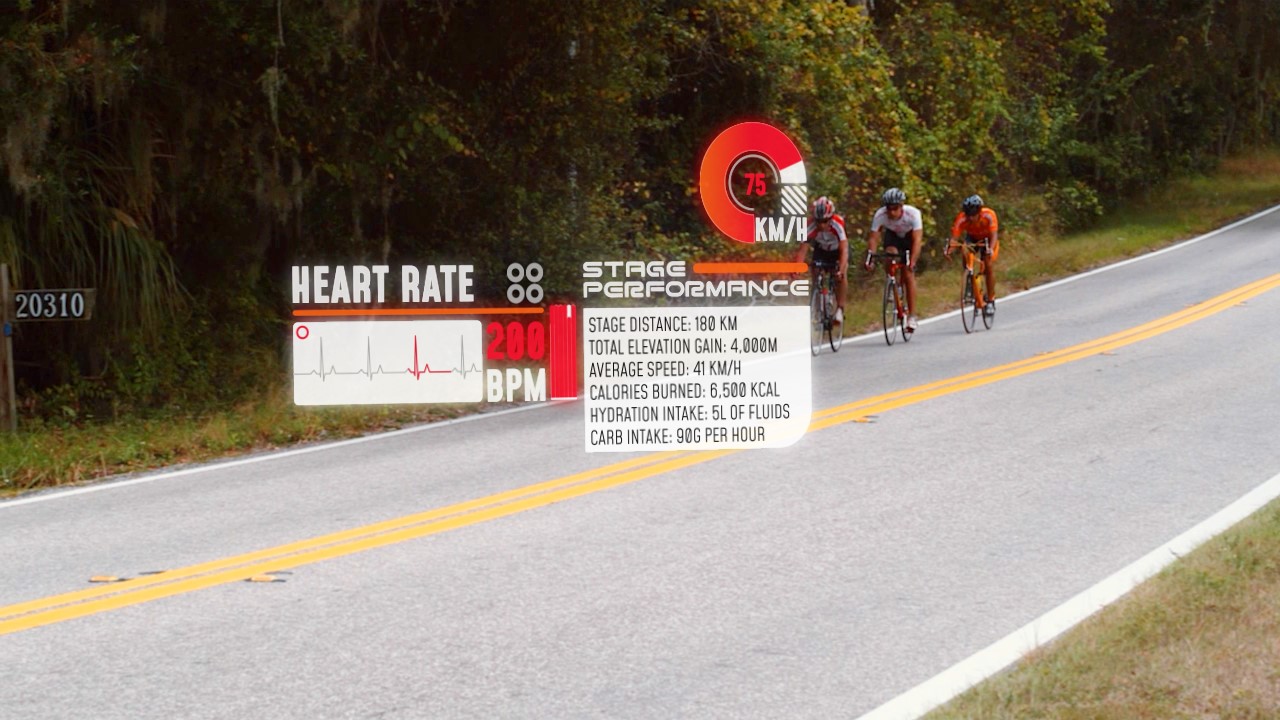 75
KM/H
HEART RATE
200
BPM
STAGE
PERFORMANCE
STAGE DISTANCE: 180 KM
TOTAL ELEVATION GAIN: 4,000M
AVERAGE SPEED: 41 KM/H
CALORIES BURNED: 6,500 KCAL
HYDRATION INTAKE: 5L OF FLUIDS
CARB INTAKE: 90G PER HOUR
20310